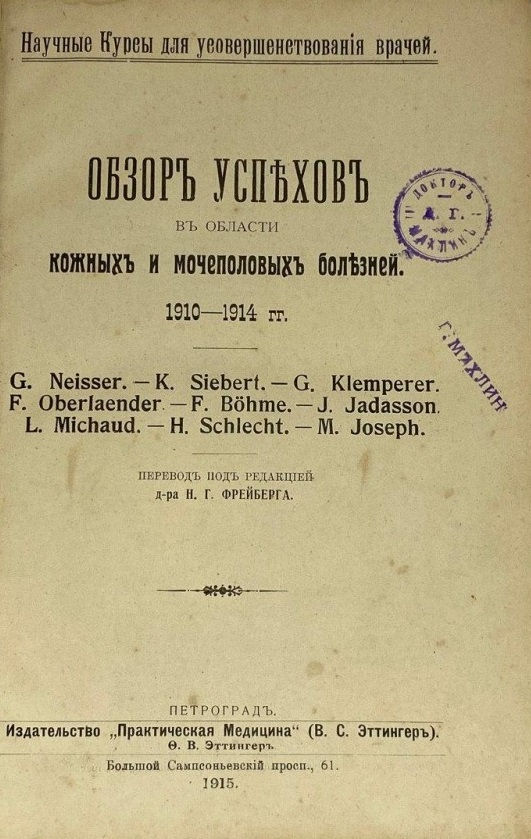 Научные Курсы для усовершенствованія врачей.
ОБЗОРЪ УСПѢХОВЪ
ВЪ ОБЛАСТИ
КОЖНЫХЪ И МОЧЕПОЛОВЫХЪ БОЛѢЗНЕЙ.
1910—1914 гг.
ДОКТОРЪ
А. Г.
МАХЛИНЪ
Г. МАХЛИН
G. Neisser. — K. Siebert. — G. Klemperer.
F. Oberlaender — F. Böhme. — J. Jadasson.
L. Michaud. — H. Schlecht. — M. Joseph.
ПЕРЕВОДЪ ПОДЪ РЕДАКЦІЕЙ
д-ра Н. Г. ФРЕЙБЕРГА.
ПЕТРОГРАДЪ.
Издательство „Практическая Медицина“ (В. С. Эттингеръ).
Ѳ. В. Эттингеръ
Большой Сампсоньевскій просп., 61.
1915.